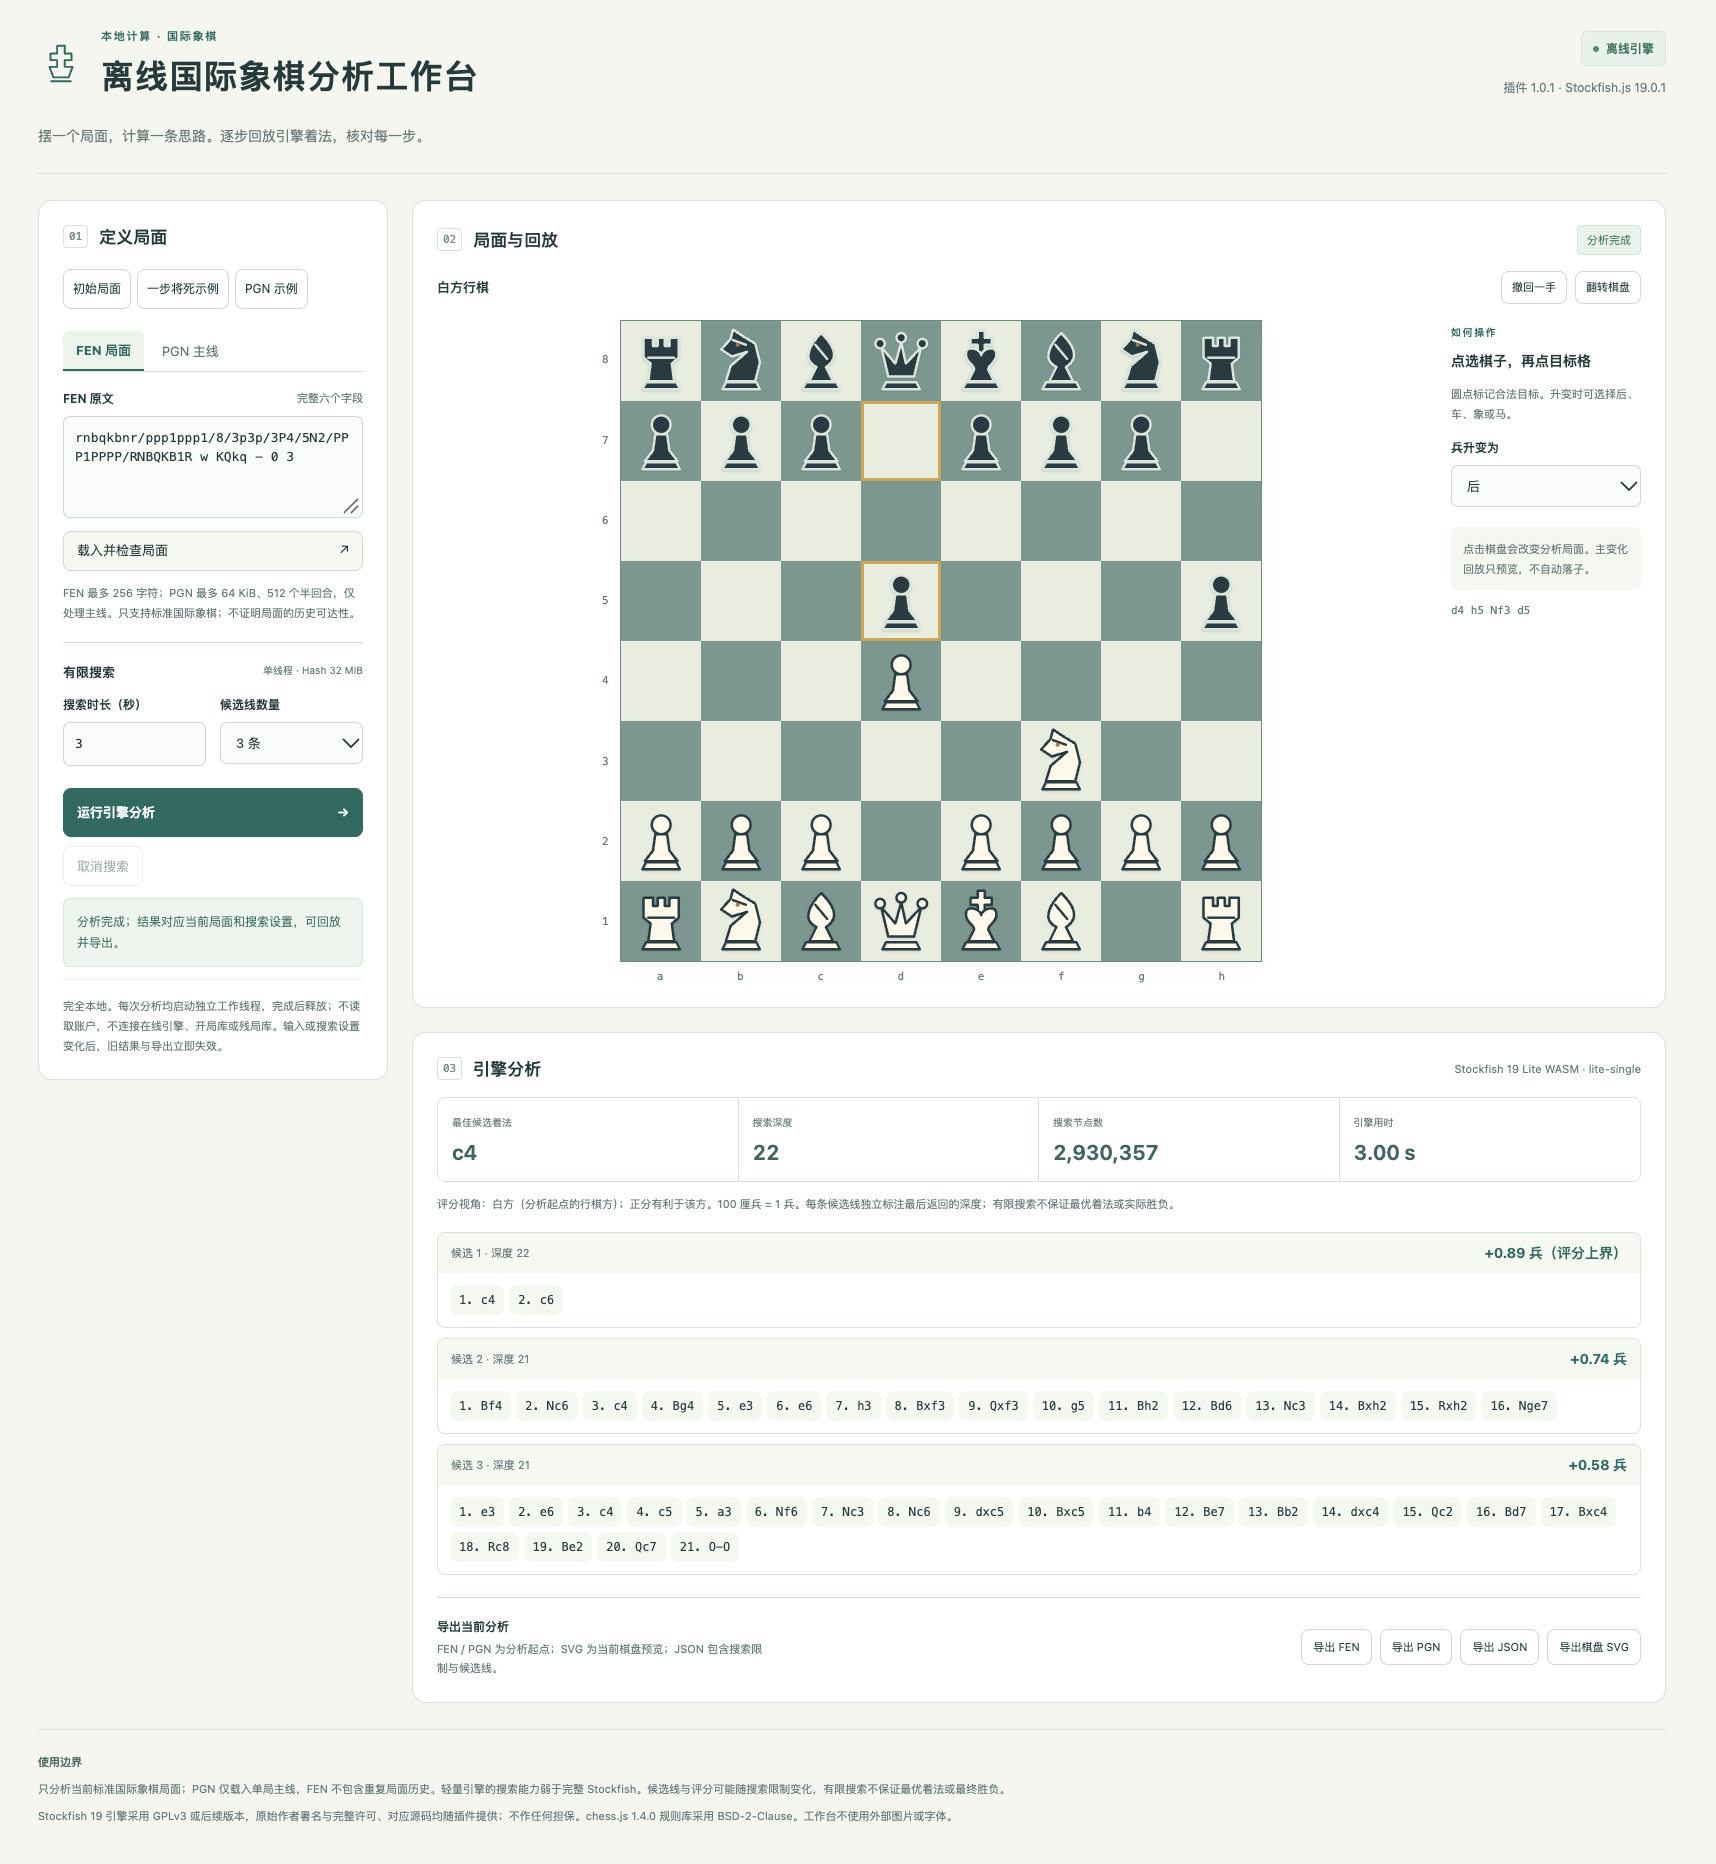 本地计算 · 国际象棋
离线国际象棋分析工作台
离线引擎
插件 1.0.1 · Stockfish.js 19.0.1
摆一个局面，计算一条思路。逐步回放引擎着法，核对每一步。
01 定义局面
初始局面 一步将死示例 PGN 示例
FEN 局面 PGN 主线
FEN 原文 完整六个字段
rnbqkbnr/ppp1ppp1/8/3p3p/3P4/5N2/PP
P1PPPP/RNBQKB1R w KQkq – 0 3
载入并检查局面
FEN 最多 256 字符；PGN 最多 64 KiB、512 个半回合，仅
处理主线。只支持标准国际象棋；不证明局面的历史可达性。
有限搜索 单线程 · Hash 32 MiB
搜索时长（秒） 候选线数量
3 3 条
运行引擎分析
取消搜索
分析完成；结果对应当前局面和搜索设置，可回放
并导出。
完全本地。每次分析均启动独立工作线程，完成后释放；不读
取账户，不连接在线引擎、开局库或残局库。输入或搜索设置
变化后，旧结果与导出立即失效。
02 局面与回放
分析完成
白方行棋
撤回一手 翻转棋盘
8
7
6
5
4
3
2
1
a b c d e f g h
如何操作
点选棋子，再点目标格
圆点标记合法目标。升变时可选择后、
车、象或马。
兵升变为
后
点击棋盘会改变分析局面。主变化
回放只预览，不自动落子。
d4 h5 Nf3 d5
03 引擎分析
Stockfish 19 Lite WASM · lite-single
最佳候选着法 搜索深度 搜索节点数 引擎用时
c4 22 2,930,357 3.00 s
评分视角：白方（分析起点的行棋方）；正分有利于该方。100 厘兵 = 1 兵。每条候选线独立标注最后返回的深度；有限搜索不保证最优着法或实际胜负。
候选 1 · 深度 22 +0.89 兵（评分上界）
1. c4 2. c6
候选 2 · 深度 21 +0.74 兵
1. Bf4 2. Nc6 3. c4 4. Bg4 5. e3 6. e6 7. h3 8. Bxf3 9. Qxf3 10. g5 11. Bh2 12. Bd6 13. Nc3 14. Bxh2 15. Rxh2 16. Nge7
候选 3 · 深度 21 +0.58 兵
1. e3 2. e6 3. c4 4. c5 5. a3 6. Nf6 7. Nc3 8. Nc6 9. dxc5 10. Bxc5 11. b4 12. Be7 13. Bb2 14. dxc4 15. Qc2 16. Bd7 17. Bxc4
18. Rc8 19. Be2 20. Qc7 21. O–O
导出当前分析
FEN / PGN 为分析起点；SVG 为当前棋盘预览；JSON 包含搜索限
制与候选线。
导出 FEN 导出 PGN 导出 JSON 导出棋盘 SVG
使用边界
只分析当前标准国际象棋局面；PGN 仅载入单局主线，FEN 不包含重复局面历史。轻量引擎的搜索能力弱于完整 Stockfish。候选线与评分可能随搜索限制变化，有限搜索不保证最优着法或最终胜负。
Stockfish 19 引擎采用 GPLv3 或后续版本，原始作者署名与完整许可、对应源码均随插件提供；不作任何担保。chess.js 1.4.0 规则库采用 BSD-2-Clause。工作台不使用外部图片或字体。